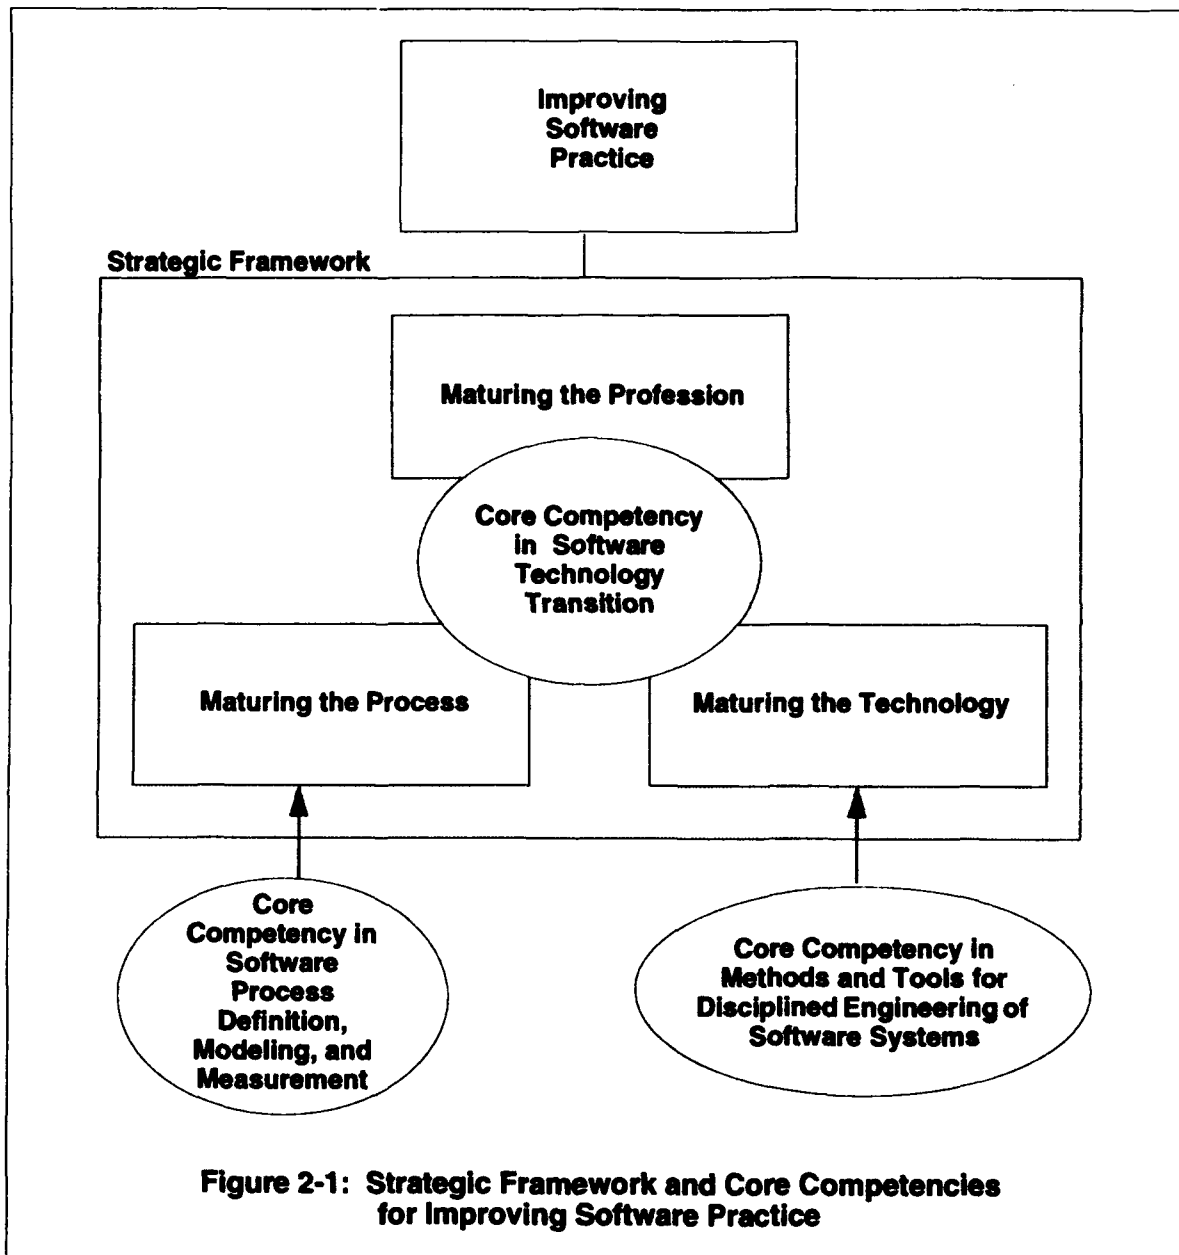 Improving
Software
Practice
Strategic Framework
Maturing the Profession
Core Competency
in Software
Technology
Transition
Maturing the Process
Maturing the Technology
Core
Competency in
Software
Process
Definition,
Modeling, and
Measurement
Core Competency in
Methods and Tools for
Disciplined Engineering of
Software Systems
Figure 2-1: Strategic Framework and Core Competencies
for Improving Software Practice